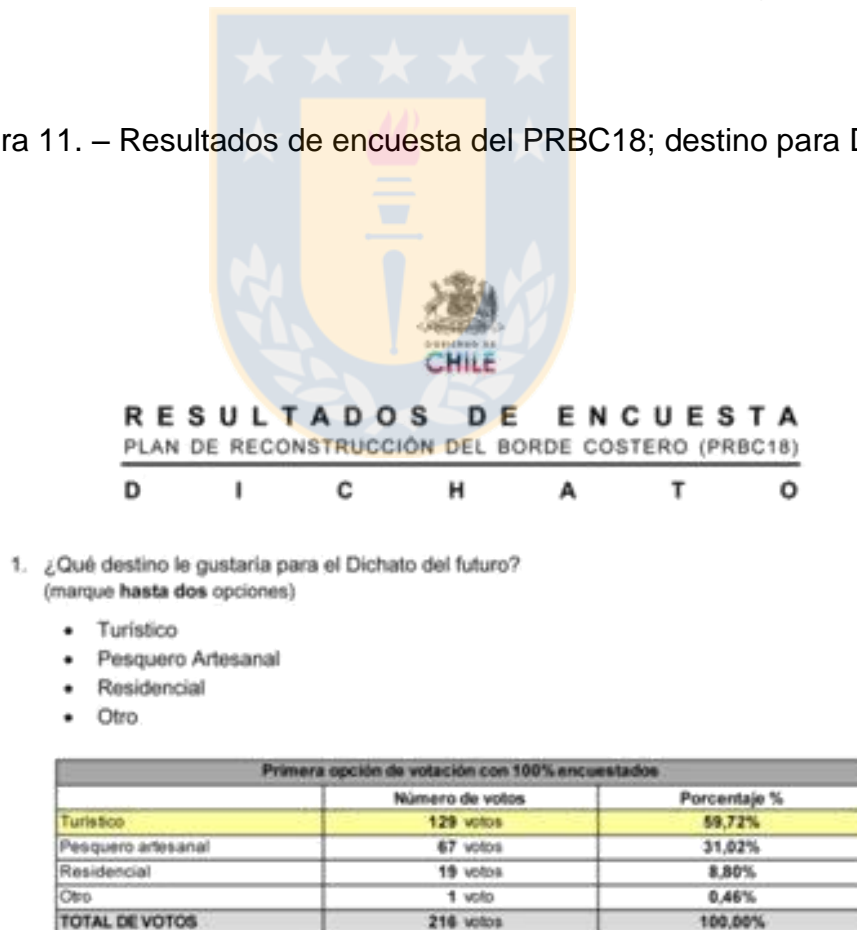 ra 11. – Resultados de encuesta del PRBC18; destino para D
GOBIERNO DE
CHILE
RESULTADOS DE ENCUESTA
PLAN DE RECONSTRUCCIÓN DEL BORDE COSTERO (PRBC18)
DICHATO
1. ¿Qué destino le gustaría para el Dichato del futuro?
(marque hasta dos opciones)
• Turístico
• Pesquero Artesanal
• Residencial
• Otro
Primera opción de votación con 100% encuestados
Número de votos Porcentaje %
Turístico 129 votos 59,72%
Pesquero artesanal 67 votos 31,02%
Residencial 19 votos 8,80%
Otro 1 voto 0,46%
TOTAL DE VOTOS 216 votos 100,00%